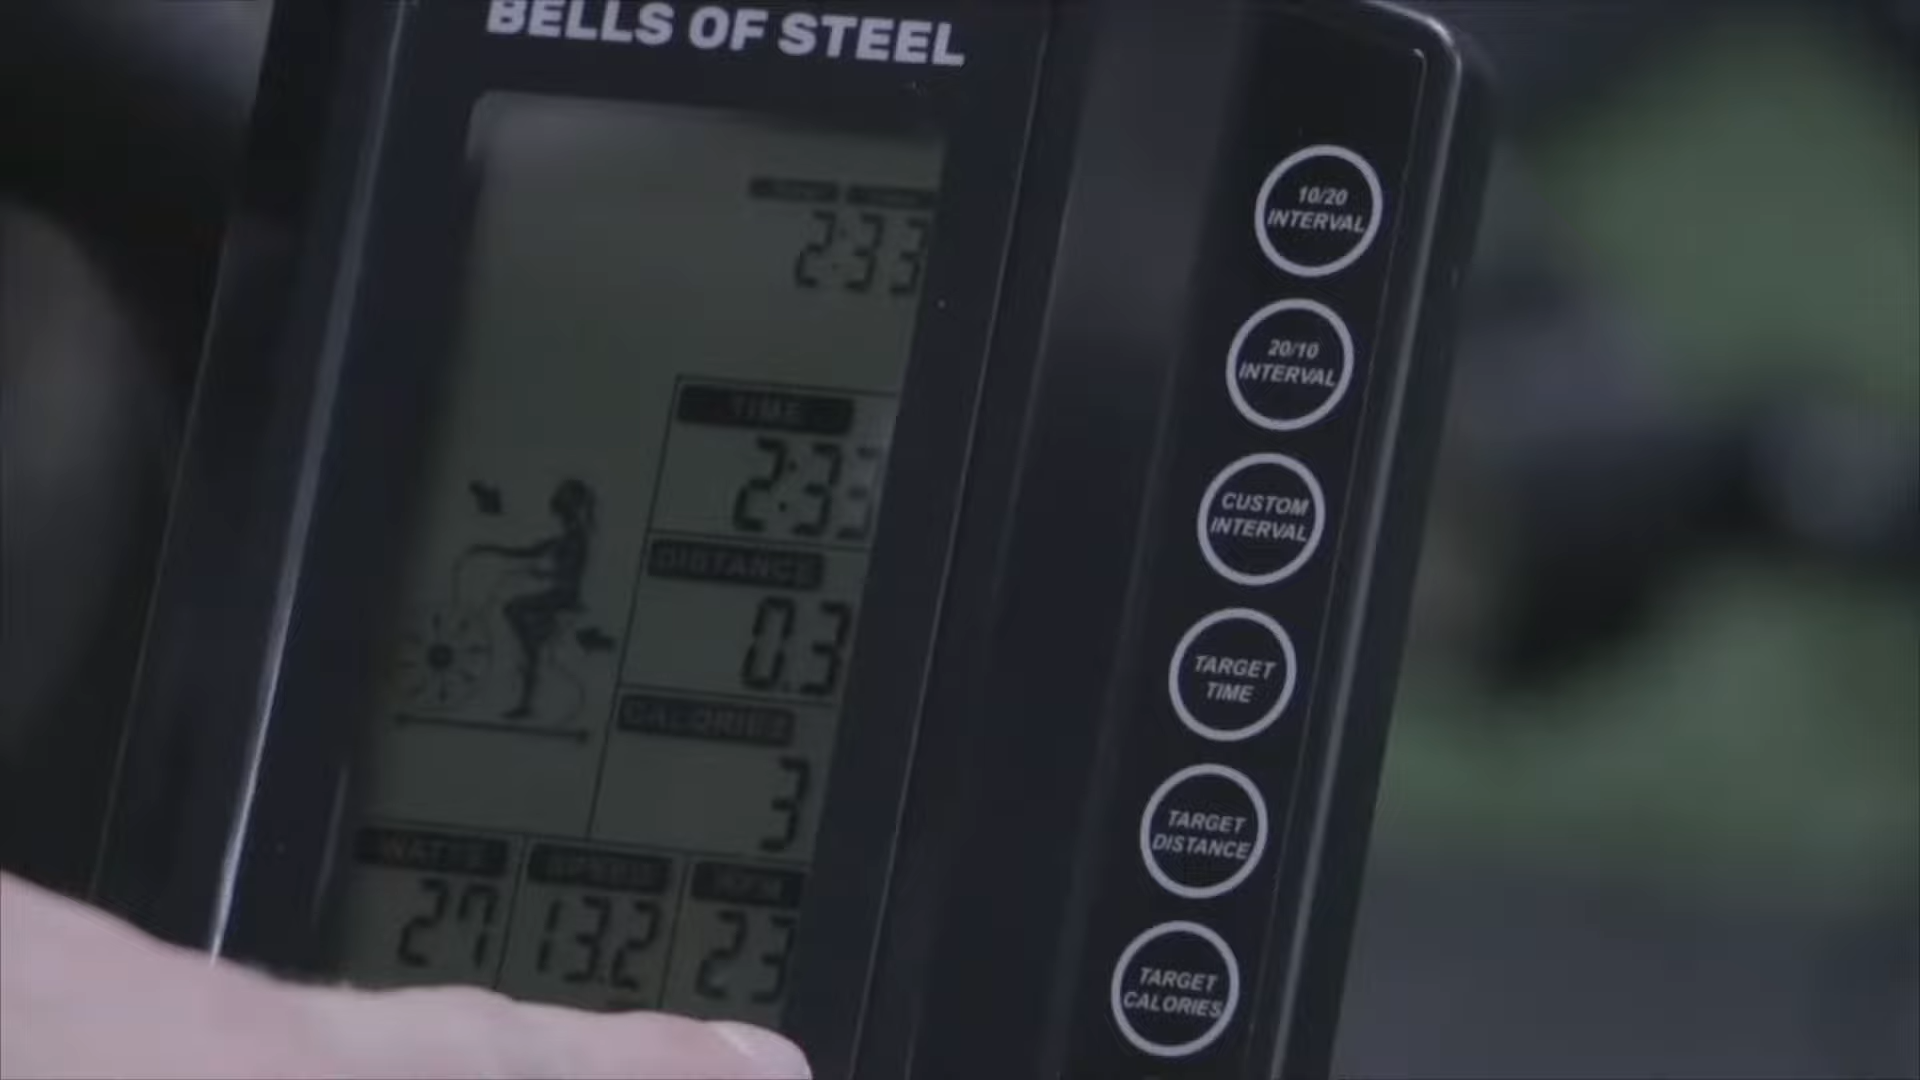 BELLS OF STEEL
2:33
TIME
2:33
DISTANCE
0.3
CALORIES
3
WATTS SPEED RPM
27 13.2 23
10/20
INTERVAL
20/10
INTERVAL
CUSTOM
INTERVAL
TARGET
TIME
TARGET
DISTANCE
TARGET
CALORIES